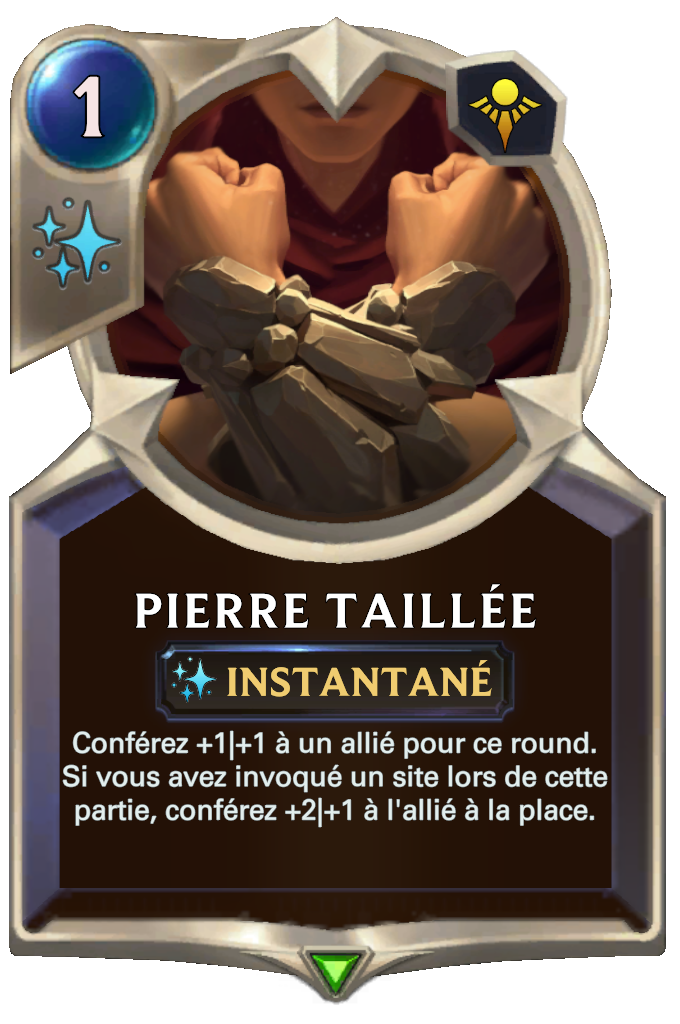 1
PIERRE TAILLÉE
INSTANTANÉ
Conférez +1|+1 à un allié pour ce round.
Si vous avez invoqué un site lors de cette
partie, conférez +2|+1 à l'allié à la place.